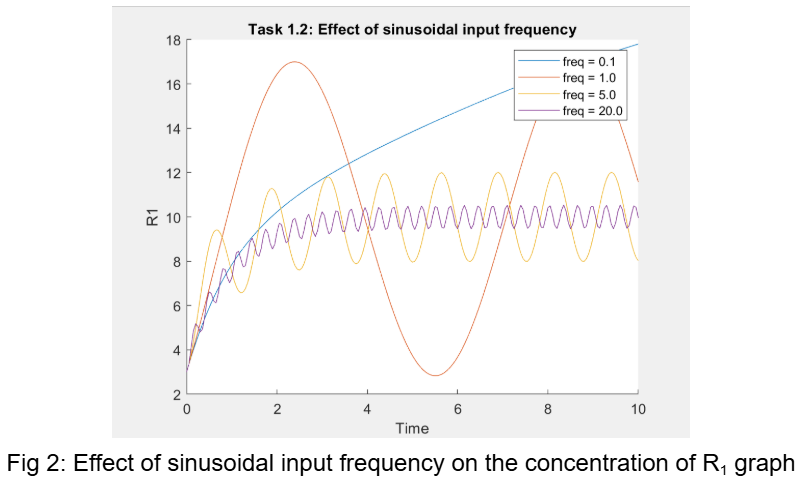 Task 1.2: Effect of sinusoidal input frequency
18
16
14
12
10
8
6
4
2
R1
freq = 0.1
freq = 1.0
freq = 5.0
freq = 20.0
0 2 4 6 8 10
Time
Fig 2: Effect of sinusoidal input frequency on the concentration of R₁ graph